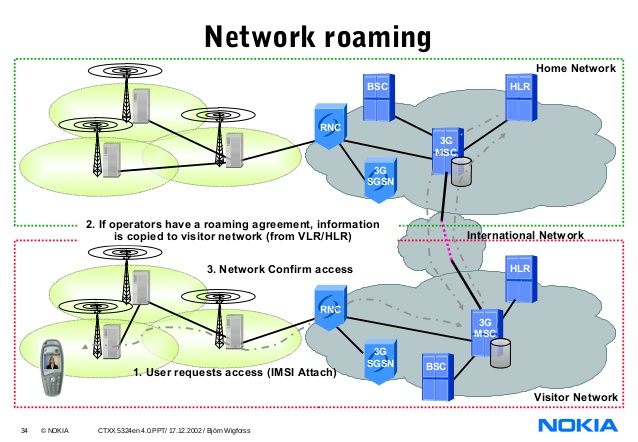 Network roaming
Home Network
BSC
HLR
RNC
3G
MSC
3G
SGSN
2. If operators have a roaming agreement, information
is copied to visitor network (from VLR/HLR)
International Network
3. Network Confirm access
HLR
RNC
3G
MSC
3G
SGSN
BSC
1. User requests access (IMSI Attach)
Visitor Network
34 © NOKIA CTXX 5324en 4.0.PPT/ 17.12.2002 / Björn Wigforss
NOKIA